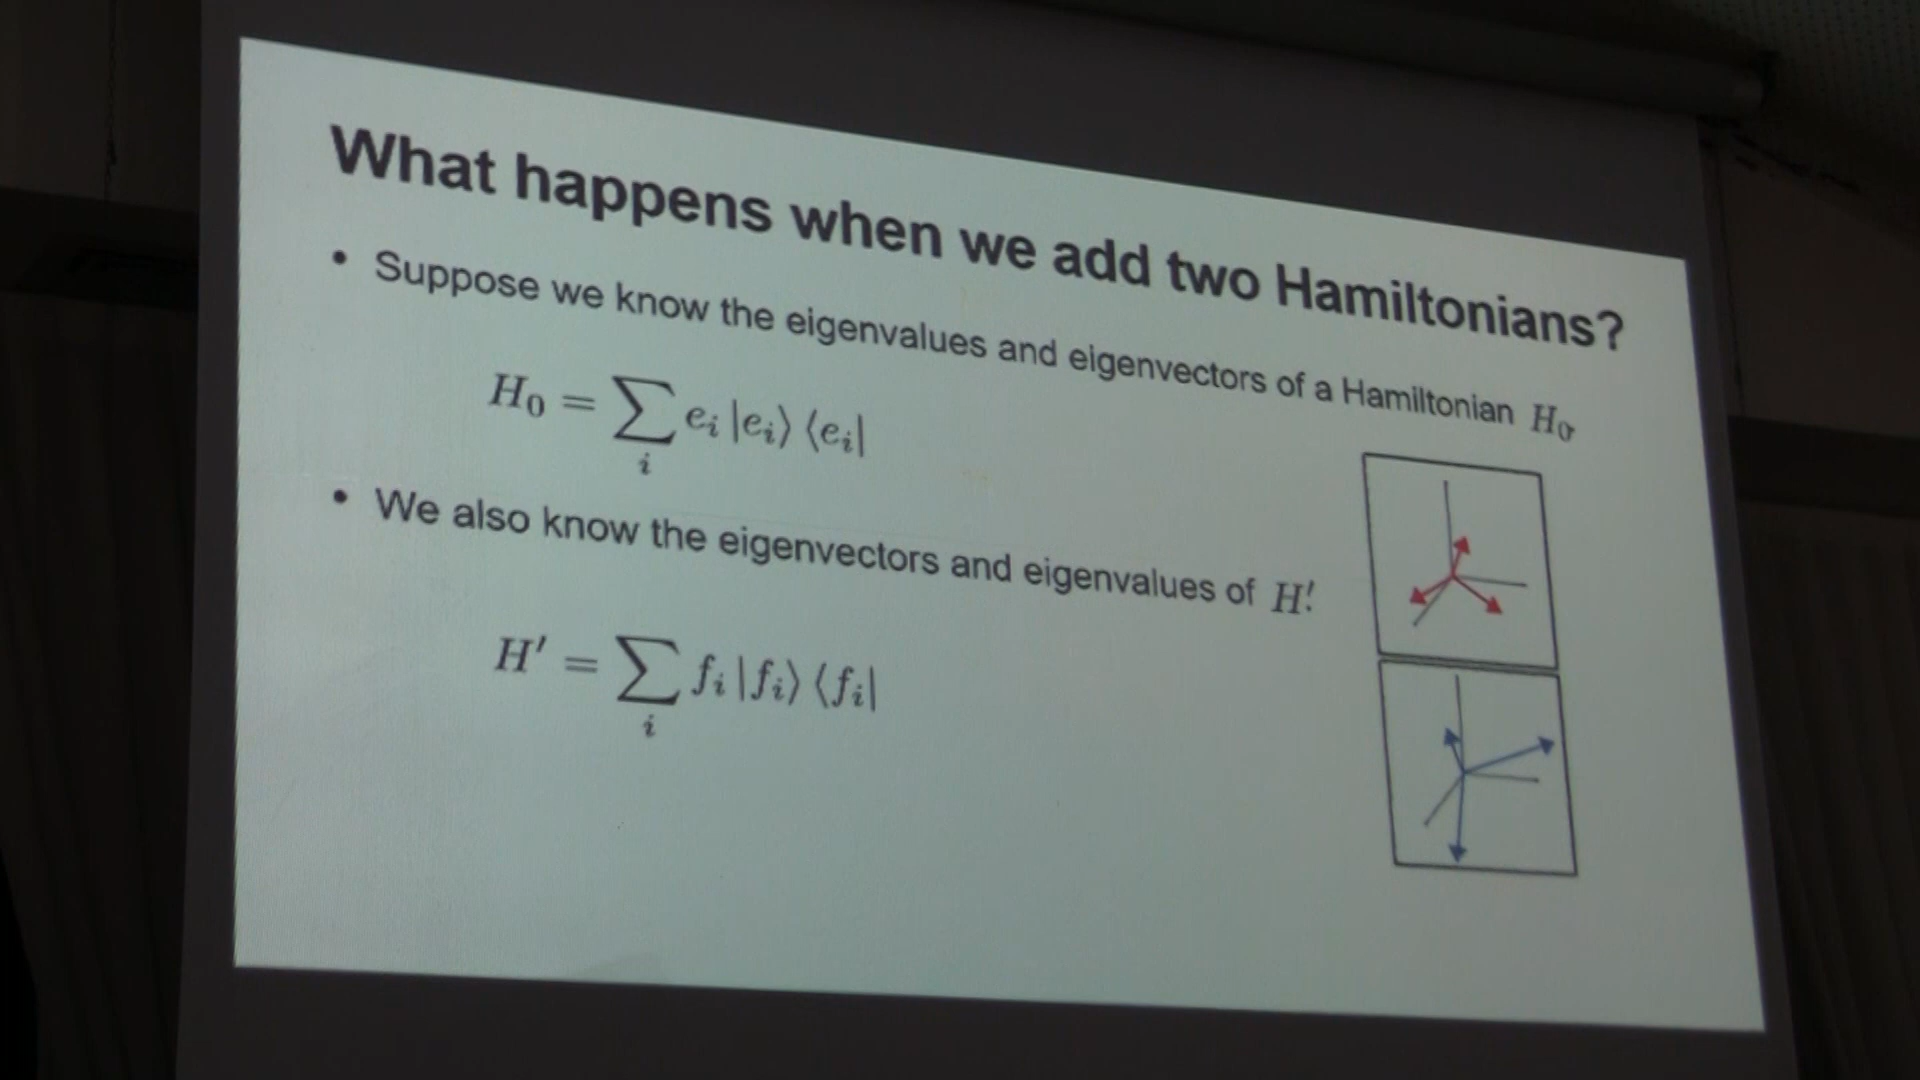 What happens when we add two Hamiltonians?
• Suppose we know the eigenvalues and eigenvectors of a Hamiltonian H₀.
H₀ = ∑ᵢ eᵢ |eᵢ⟩ ⟨eᵢ|
• We also know the eigenvectors and eigenvalues of H′.
H′ = ∑ᵢ fᵢ |fᵢ⟩ ⟨fᵢ|